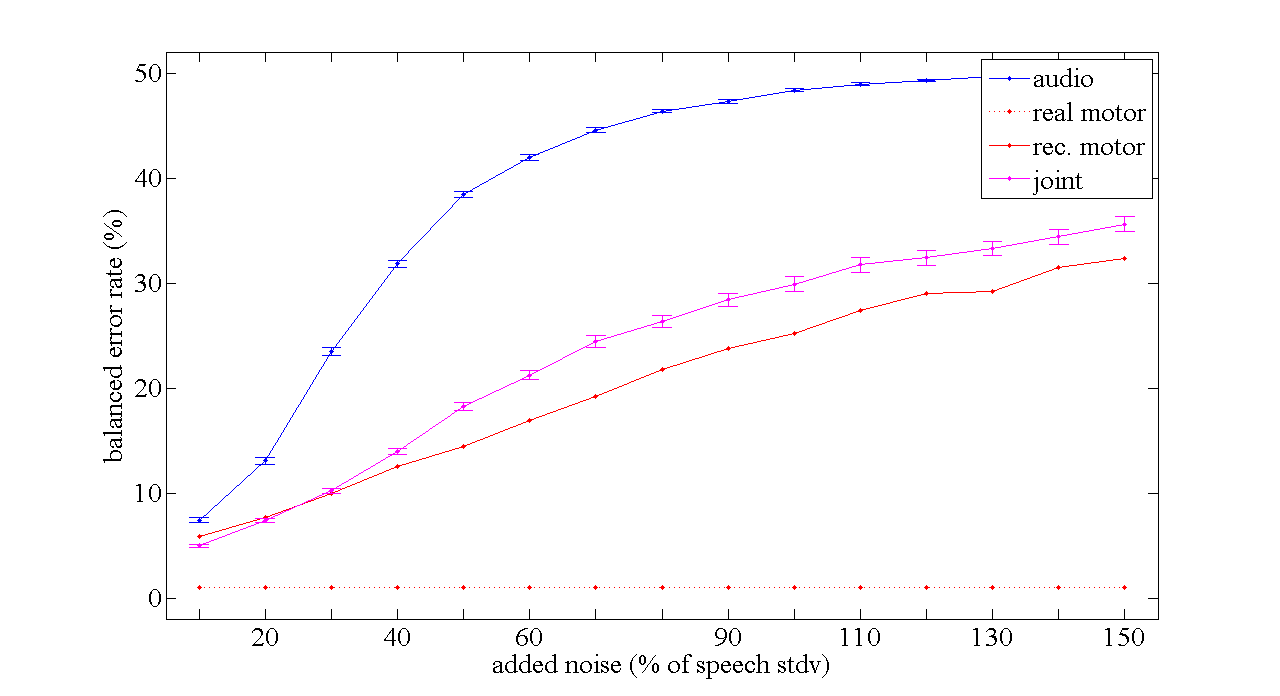 50
40
30
20
10
0
balanced error rate (%)
20 40 60 90 110 130 150
added noise (% of speech stdv)
audio
real motor
rec. motor
joint